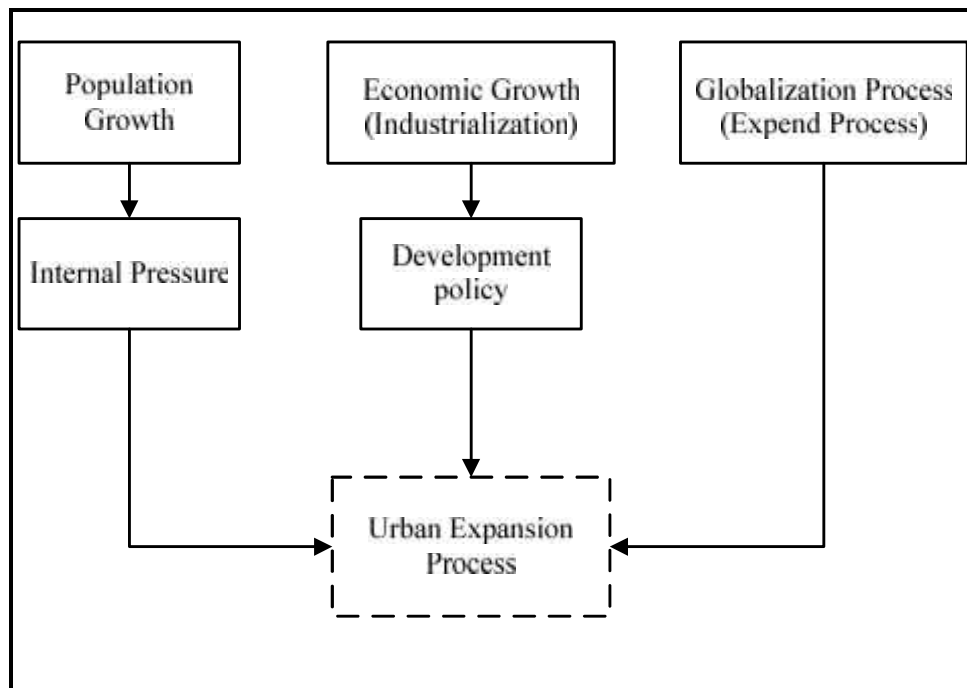 Population
Growth
Economic Growth
(Industrialization)
Globalization Process
(Expend Process)
Internal Pressure
Development
policy
Urban Expansion
Process